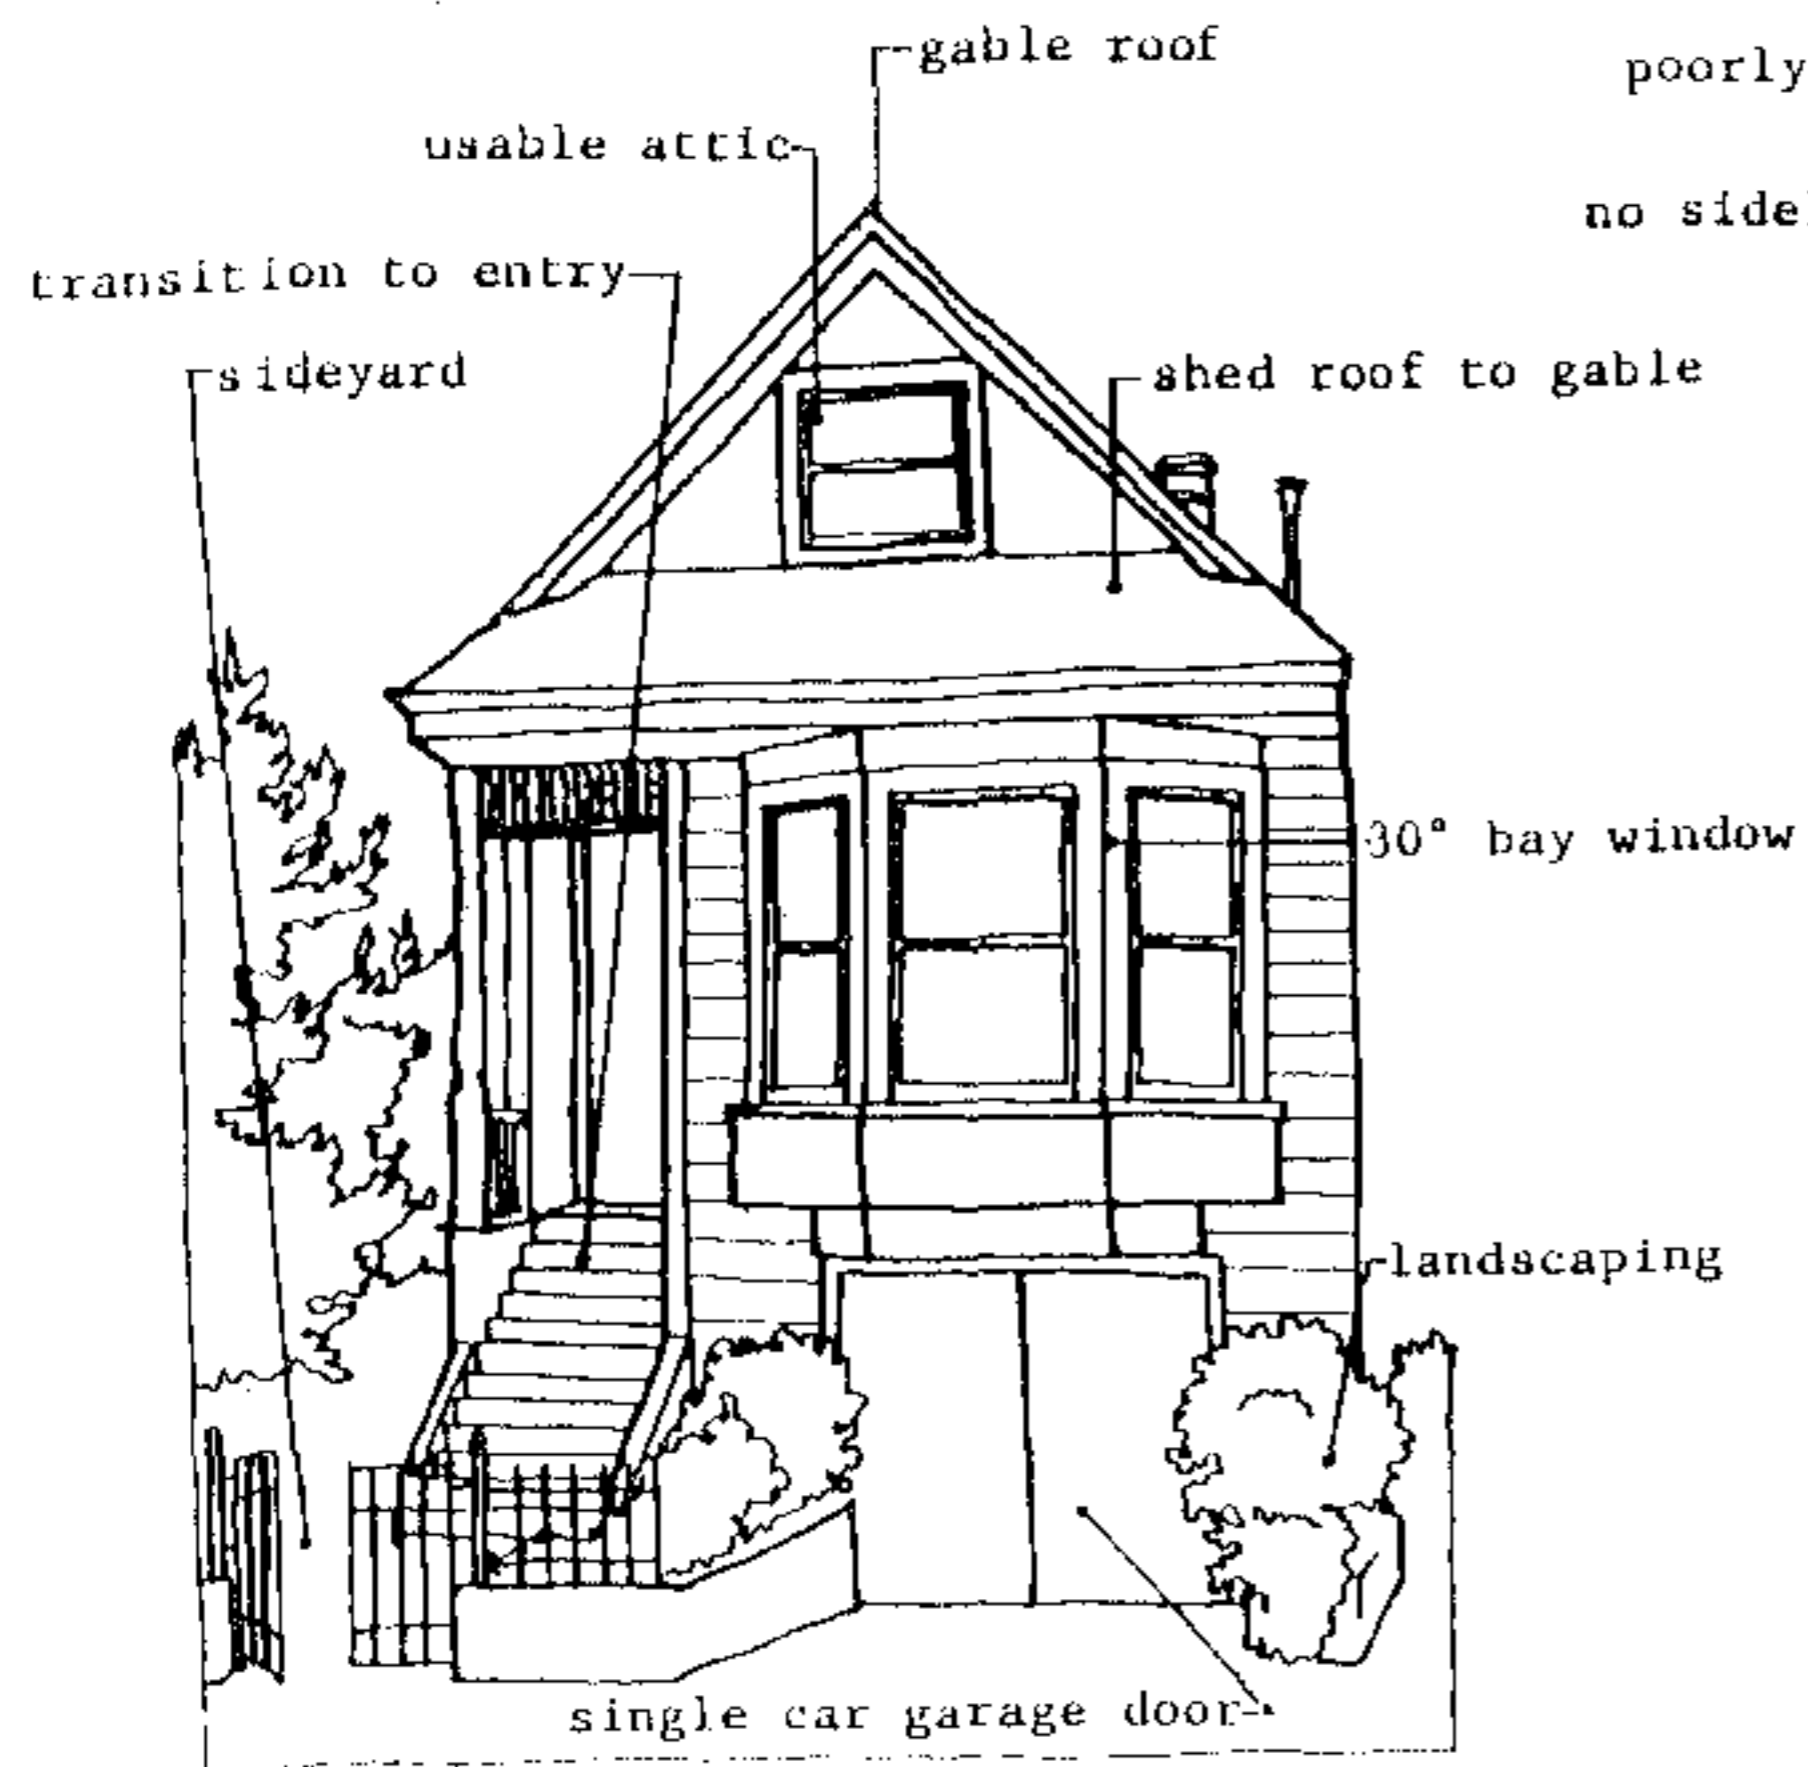 gable roof
poorly
usable attic
no side
transition to entry
sideyard
shed roof to gable
30° bay window
landscaping
single car garage door